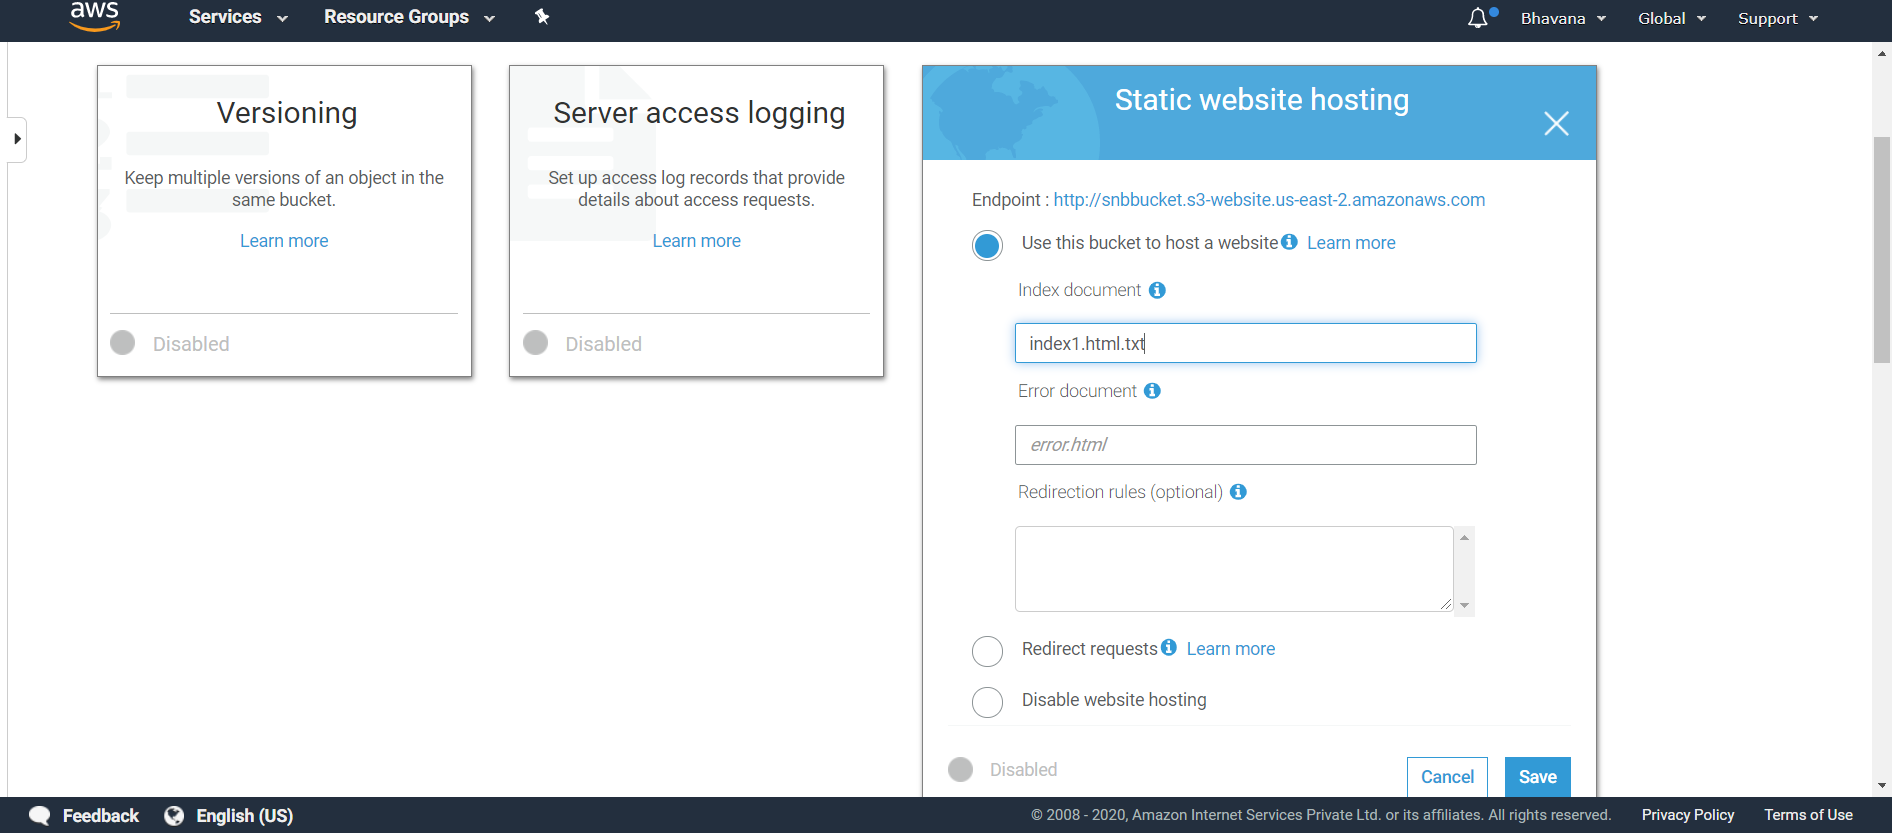 aws Services Resource Groups Bhavana Global Support
Versioning
Keep multiple versions of an object in the
same bucket.
Learn more
Disabled
Server access logging
Set up access log records that provide
details about access requests.
Learn more
Disabled
Static website hosting
Endpoint : http://snbbucket.s3-website.us-east-2.amazonaws.com
Use this bucket to host a website Learn more
Index document
index1.html.txt
Error document
error.html
Redirection rules (optional)
Redirect requests Learn more
Disable website hosting
Disabled
Cancel Save
Feedback English (US) © 2008 - 2020, Amazon Internet Services Private Ltd. or its affiliates. All rights reserved. Privacy Policy Terms of Use